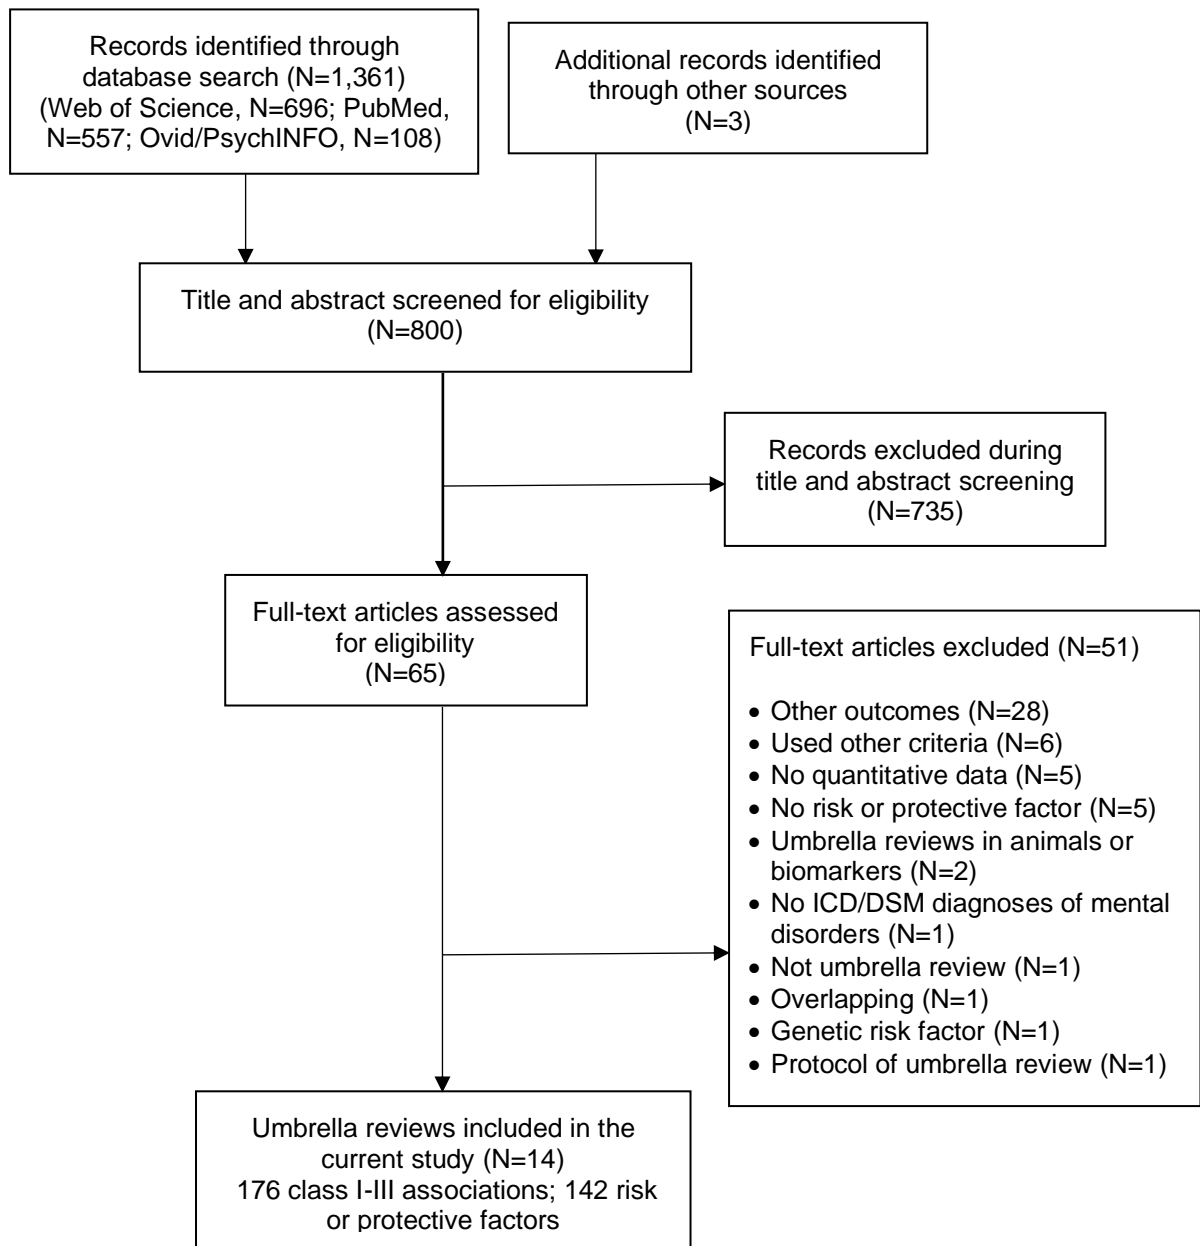 Records identified through
database search (N=1,361)
(Web of Science, N=696; PubMed,
N=557; Ovid/PsychINFO, N=108)
Additional records identified
through other sources
(N=3)
Title and abstract screened for eligibility
(N=800)
Records excluded during
title and abstract screening
(N=735)
Full-text articles assessed
for eligibility
(N=65)
Full-text articles excluded (N=51)
• Other outcomes (N=28)
• Used other criteria (N=6)
• No quantitative data (N=5)
• No risk or protective factor (N=5)
• Umbrella reviews in animals or
biomarkers (N=2)
• No ICD/DSM diagnoses of mental
disorders (N=1)
• Not umbrella review (N=1)
• Overlapping (N=1)
• Genetic risk factor (N=1)
• Protocol of umbrella review (N=1)
Umbrella reviews included in the
current study (N=14)
176 class I-III associations; 142 risk
or protective factors